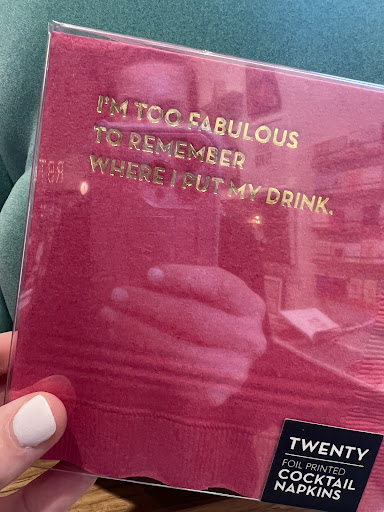 I'M TOO FABULOUS
TO REMEMBER
WHERE I PUT MY DRINK.
TWENTY
FOIL PRINTED
COCKTAIL
NAPKINS